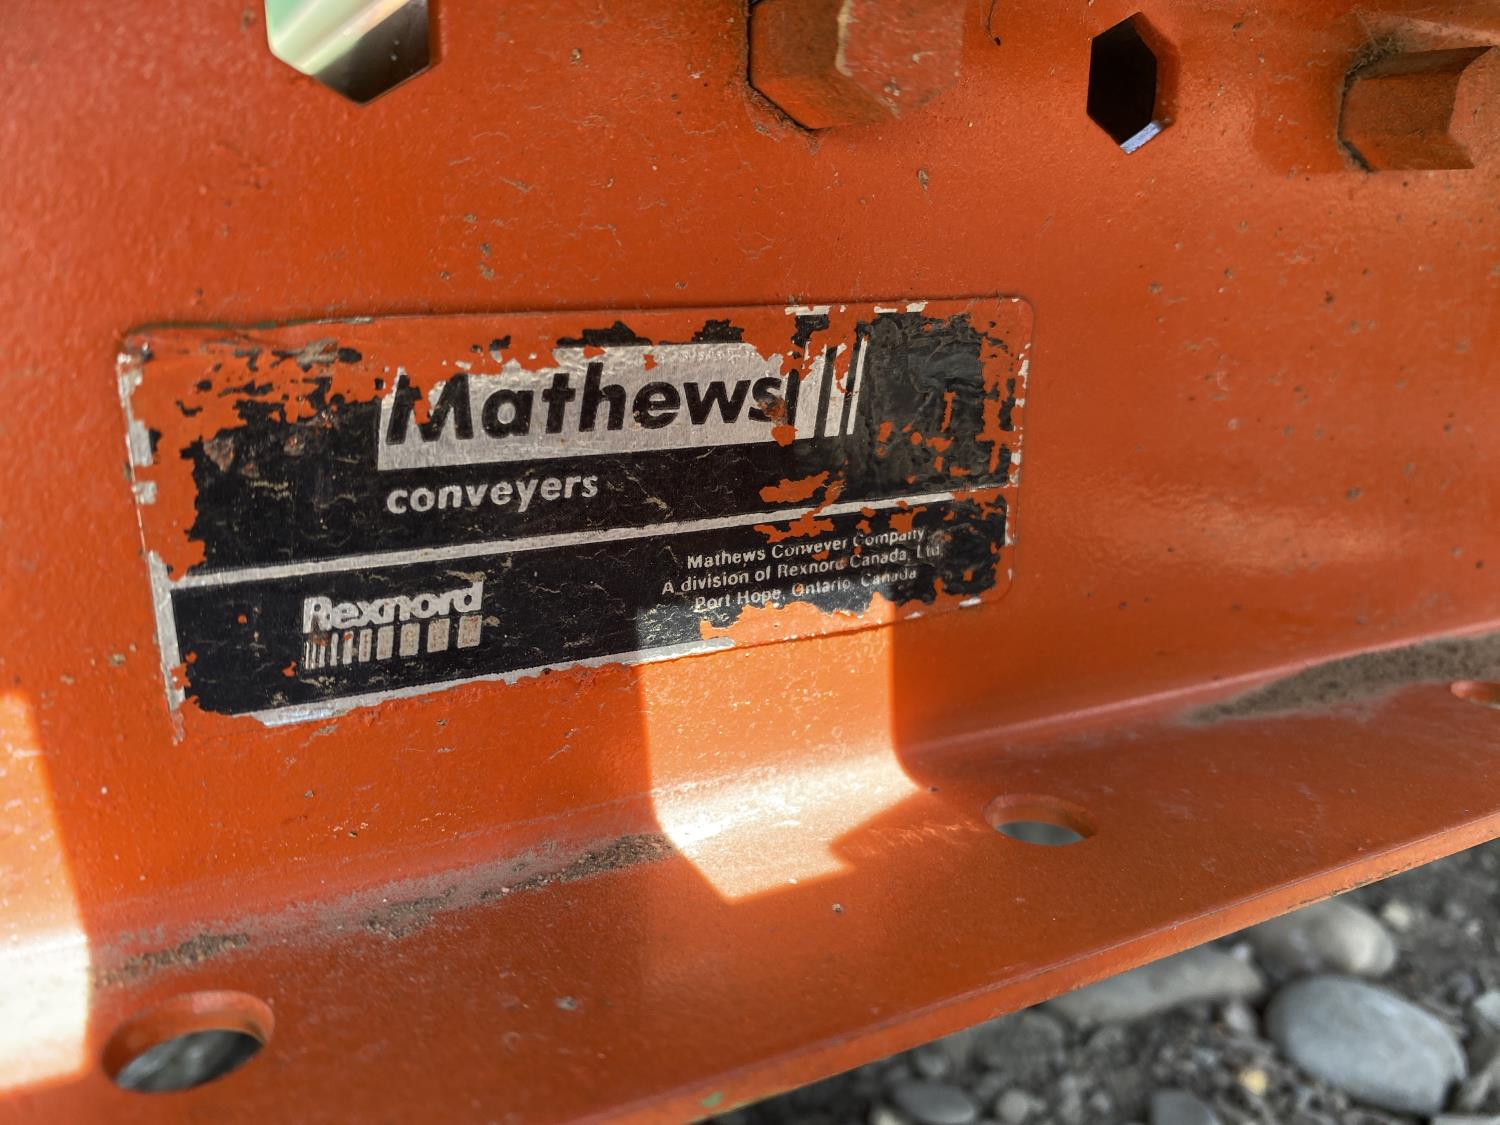 Mathews
conveyers
Rexnord
Mathews Conveyer Company
A division of Rexnord Canada, Ltd.
Port Hope, Ontario, Canada